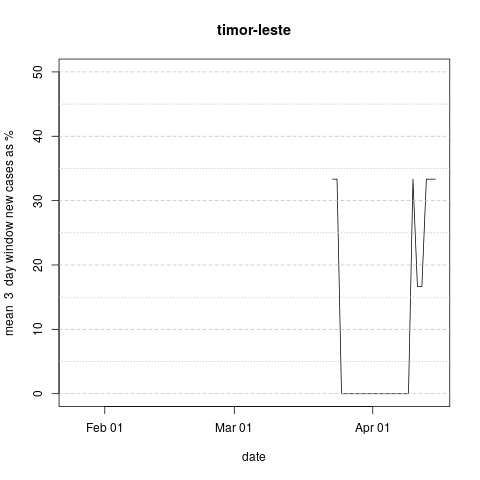 timor-leste
50
40
30
20
10
0
mean 3 day window new cases as %
Feb 01
Mar 01
Apr 01
date